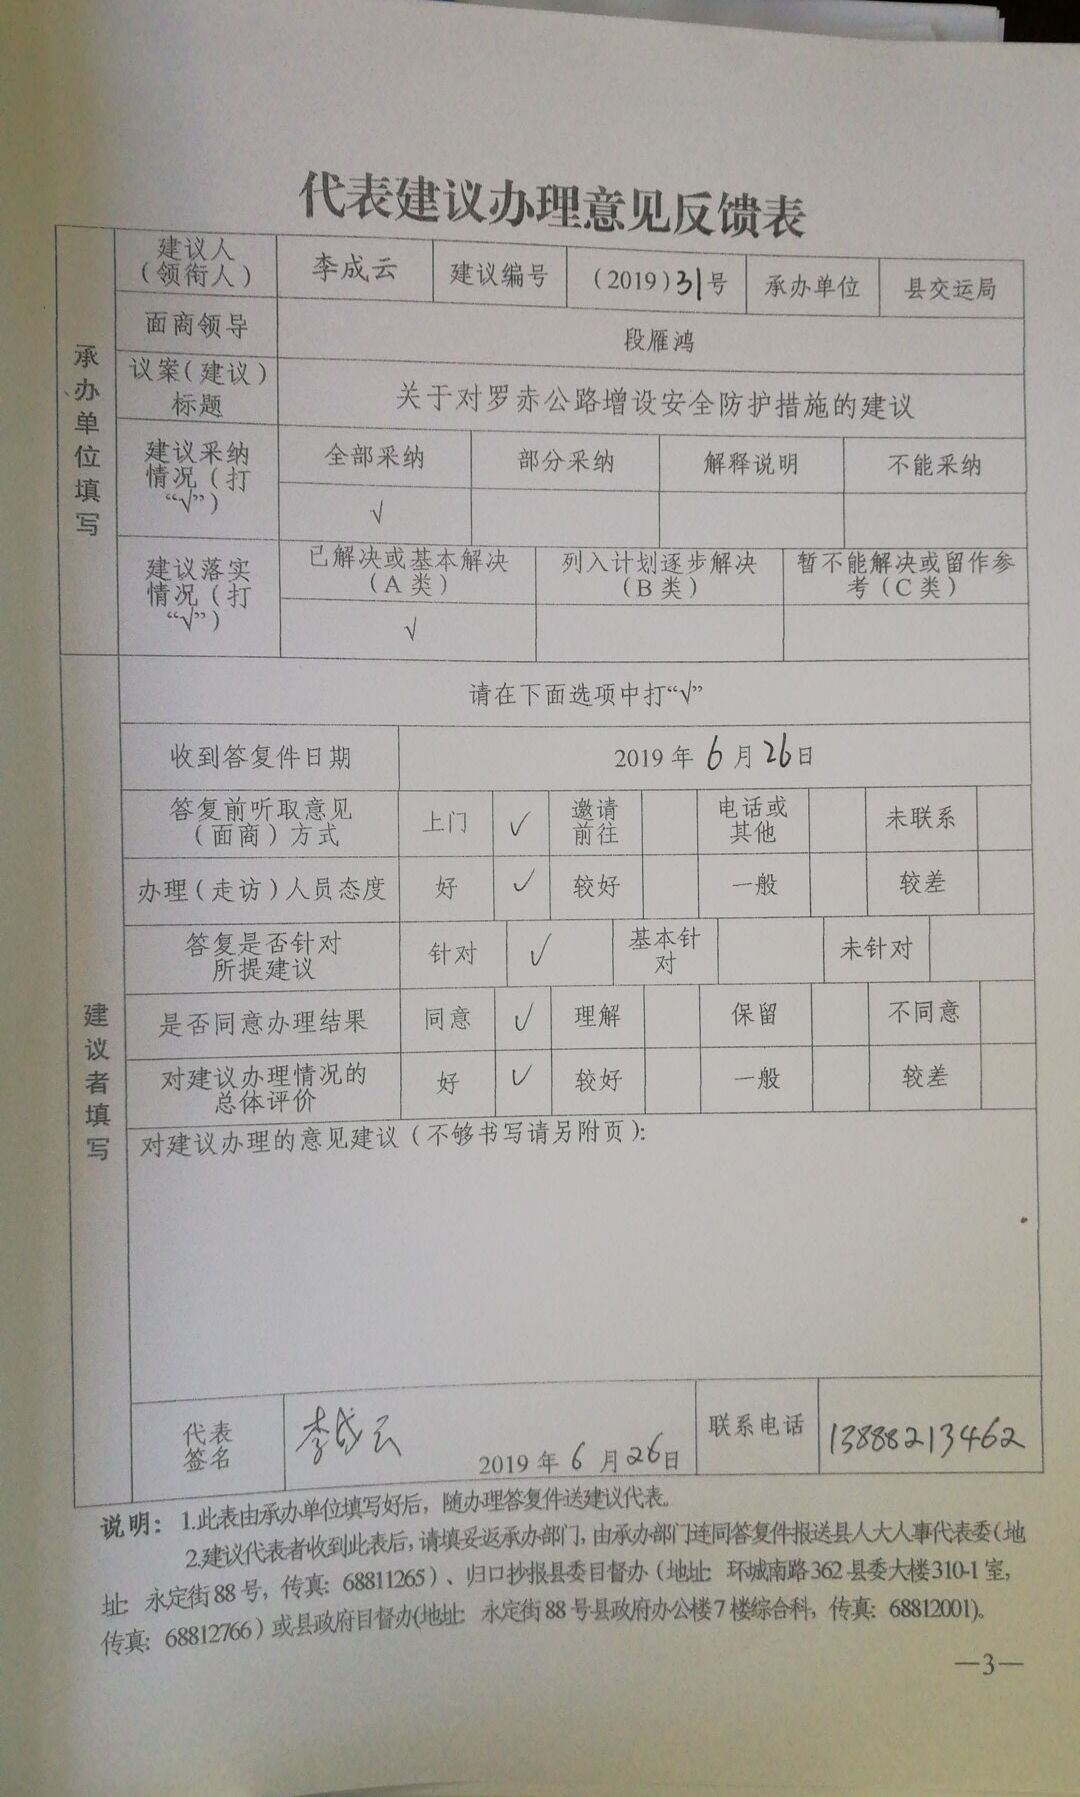 代表建议办理意见反馈表
承办单位填写
建议人
(领衔人)
李成云
建议编号
(2019)31号
承办单位
县交运局
面商领导
段雁鸿
议案(建议)
标题
关于对罗赤公路增设安全防护措施的建议
建议采纳
情况(打
“√”)
全部采纳
部分采纳
解释说明
不能采纳
√
建议落实
情况(打
“√”)
已解决或基本解决
(A类)
列入计划逐步解决
(B类)
暂不能解决或留作参
考(C类)
√
建议者填写
请在下面选项中打“√”
收到答复件日期
2019年6月26日
答复前听取意见
(面商)方式
上门 √
邀请
前往
电话或
其他
未联系
办理(走访)人员态度
好 √ 较好 一般 较差
答复是否针对
所提建议
针对 √
基本针
对
未针对
是否同意办理结果
同意 √ 理解 保留 不同意
对建议办理情况的
总体评价
好 √ 较好 一般 较差
对建议办理的意见建议(不够书写请另附页):
代表
签名
李成云
2019年6月26日
联系电话
13888213462
说明: 1.此表由承办单位填写好后，随办理答复件送建议代表。
2.建议代表者收到此表后,请填妥返承办部门,由承办部门连同答复件报送县人大人事代表委(地
址: 永定街88号,传真: 68811265)、归口抄报县委目督办(地址: 环城南路362县委大楼310-1室,
传真: 68812766)或县政府目督办(地址: 永定街88号县政府办公楼7楼综合科,传真: 68812001)。
—3—